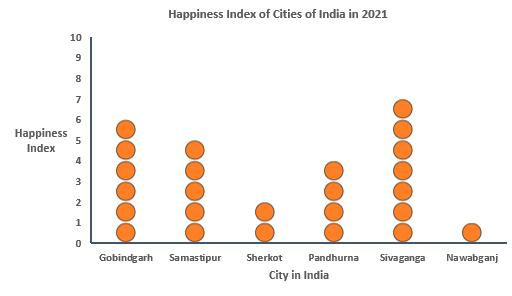 Happiness Index of Cities of India in 2021
10
9
8
7
6
5
4
3
2
1
0
Happiness
Index
Gobindgarh Samastipur Sherkot Pandhurna Sivaganga Nawabganj
City in India